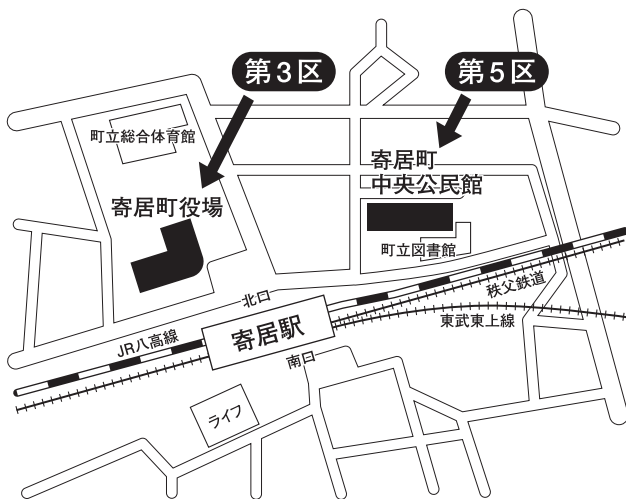 第3区
第5区
町立総合体育館
寄居町
中央公民館
寄居町役場
町立図書館
北口
秩父鉄道
JR八高線
寄居駅
東武東上線
南口
ライフ